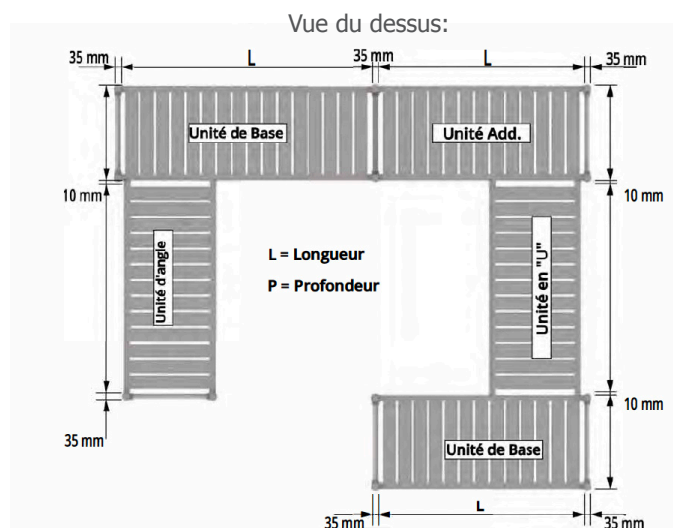 Vue du dessus:
35 mm
L
35 mm
L
35 mm
Unité de Base
Unité Add.
10 mm
10 mm
Unité d'angle
L = Longueur
P = Profondeur
Unité en "U"
35 mm
10 mm
Unité de Base
35 mm
L
35 mm